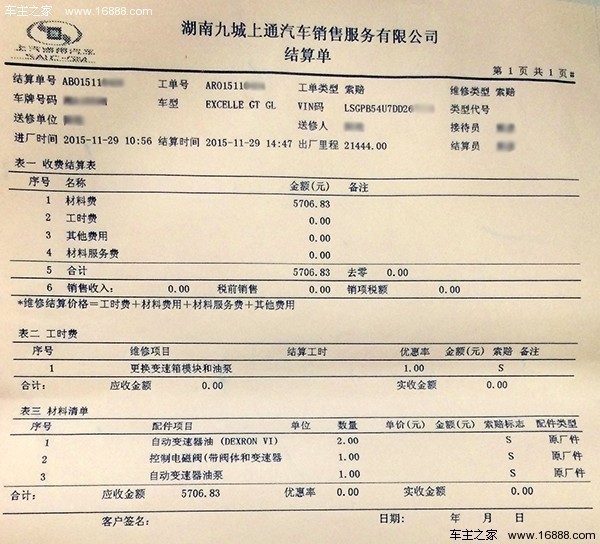 车主之家
www.16888.com
上汽通用汽车
SAIC-GM
湖南九城上通汽车销售服务有限公司
结算单
第 1 页 共 1 页
结算单号 AB01511 工单号 AR01511 工单类型 索赔 维修类型 索赔
车牌号码 车型 EXCELLE GT GL VIN码 LSGPB54U7DD26 类型代号
送修单位 送修人 接待员
进厂时间 2015-11-29 10:56 结算时间 2015-11-29 14:47 出厂里程 21444.00 结算员
表一 收费结算表
序号 名称 金额(元) 备注
1 材料费 5706.83
2 工时费 0.00
3 其他费用 0.00
4 材料服务费 0.00
5 合计 5706.83 去零 0.00
6 销售收入: 0.00 税前销售 0.00 销项税额 0.00
*维修结算价格=工时费+材料费用+材料服务费+其他费用
表二 工时费
序号 维修项目 结算工时 优惠率 金额(元) 索赔 备注
1 更换变速箱模块和油泵 1.00 S
合计: 应收金额 0.00 实收金额 0.00
表三 材料清单
序号 配件项目 单位 数量 单价(元) 金额(元) 索赔标志 配件类型
1 自动变速器油 (DEXRON VI) 2.00 S 原厂件
2 控制电磁阀(带阀体和变速器 1.00 S 原厂件
3 自动变速器油泵 1.00 S 原厂件
合计: 应收金额 5706.83 优惠率 0.00 实收金额 0.00
客户签名: 日期: 年 月 日
车主之家 www.16888.com